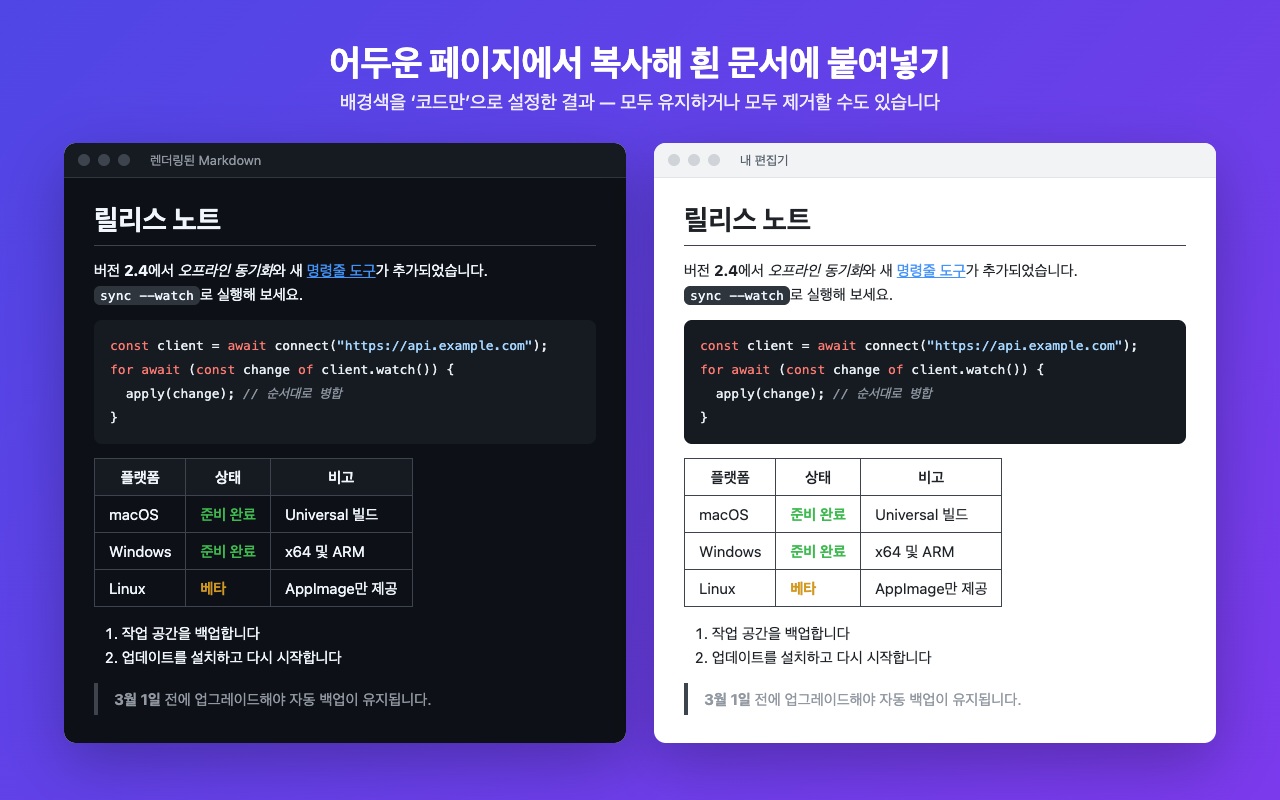 어두운 페이지에서 복사해 흰 문서에 붙여넣기
배경색을 ‘코드만’으로 설정한 결과 — 모두 유지하거나 모두 제거할 수도 있습니다
렌더링된 Markdown
릴리스 노트
버전 2.4에서 오프라인 동기화와 새 명령줄 도구가 추가되었습니다.
sync --watch로 실행해 보세요.
const client = await connect("https://api.example.com");
for await (const change of client.watch()) {
apply(change); // 순서대로 병합
}
플랫폼 상태 비고
macOS 준비 완료 Universal 빌드
Windows 준비 완료 x64 및 ARM
Linux 베타 AppImage만 제공
1. 작업 공간을 백업합니다
2. 업데이트를 설치하고 다시 시작합니다
3월 1일 전에 업그레이드해야 자동 백업이 유지됩니다.
내 편집기
릴리스 노트
버전 2.4에서 오프라인 동기화와 새 명령줄 도구가 추가되었습니다.
sync --watch로 실행해 보세요.
const client = await connect("https://api.example.com");
for await (const change of client.watch()) {
apply(change); // 순서대로 병합
}
플랫폼 상태 비고
macOS 준비 완료 Universal 빌드
Windows 준비 완료 x64 및 ARM
Linux 베타 AppImage만 제공
1. 작업 공간을 백업합니다
2. 업데이트를 설치하고 다시 시작합니다
3월 1일 전에 업그레이드해야 자동 백업이 유지됩니다.